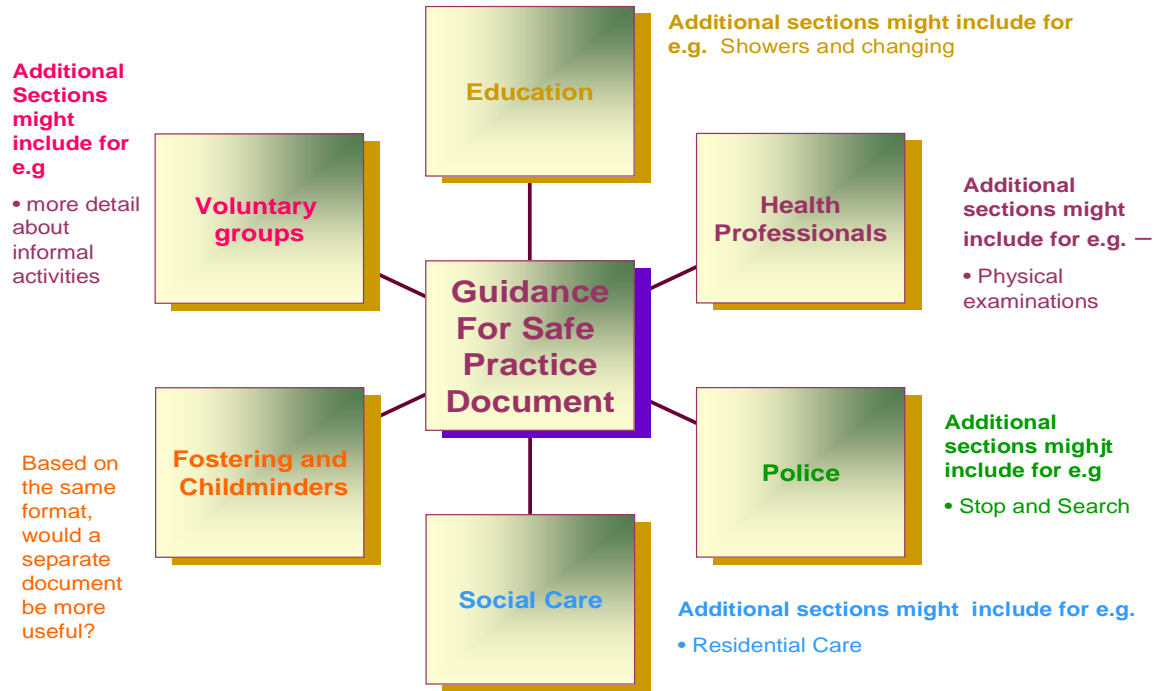 Additional sections might include for
e.g. Showers and changing
Education
Additional
Sections
might
include for
e.g
• more detail
about
informal
activities
Voluntary
groups
Health
Professionals
Additional
sections might
include for e.g. –
• Physical
examinations
Guidance
For Safe
Practice
Document
Based on
the same
format,
would a
separate
document
be more
useful?
Fostering and
Childminders
Police
Additional
sections mighjt
include for e.g
• Stop and Search
Social Care
Additional sections might include for e.g.
• Residential Care